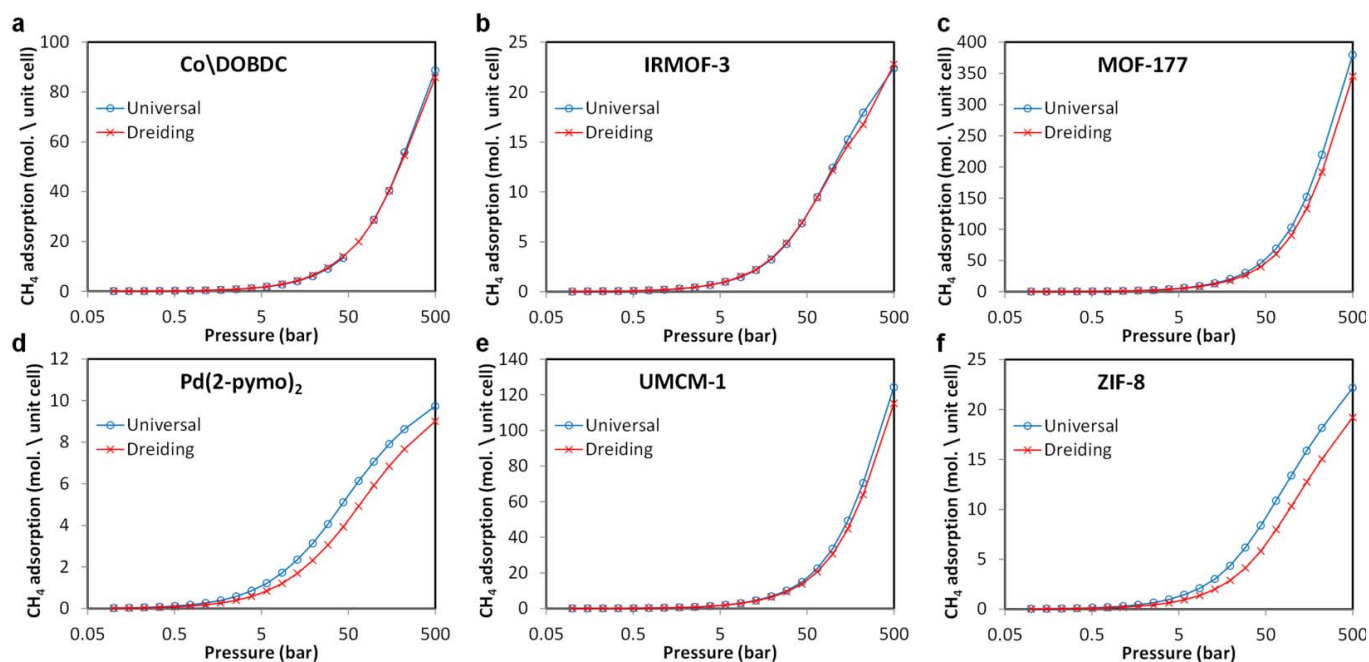 a
Co\DOBDC
Universal
Dreiding
CH₄ adsorption (mol. \ unit cell)
100
80
60
40
20
0
0.05 0.5 5 50 500
Pressure (bar)
b
IRMOF-3
Universal
Dreiding
CH₄ adsorption (mol. \ unit cell)
25
20
15
10
5
0
0.05 0.5 5 50 500
Pressure (bar)
c
MOF-177
Universal
Dreiding
CH₄ adsorption (mol. \ unit cell)
400
350
300
250
200
150
100
50
0
0.05 0.5 5 50 500
Pressure (bar)
d
Pd(2-pymo)₂
Universal
Dreiding
CH₄ adsorption (mol. \ unit cell)
12
10
8
6
4
2
0
0.05 0.5 5 50 500
Pressure (bar)
e
UMCM-1
Universal
Dreiding
CH₄ adsorption (mol. \ unit cell)
140
120
100
80
60
40
20
0
0.05 0.5 5 50 500
Pressure (bar)
f
ZIF-8
Universal
Dreiding
CH₄ adsorption (mol. \ unit cell)
25
20
15
10
5
0
0.05 0.5 5 50 500
Pressure (bar)